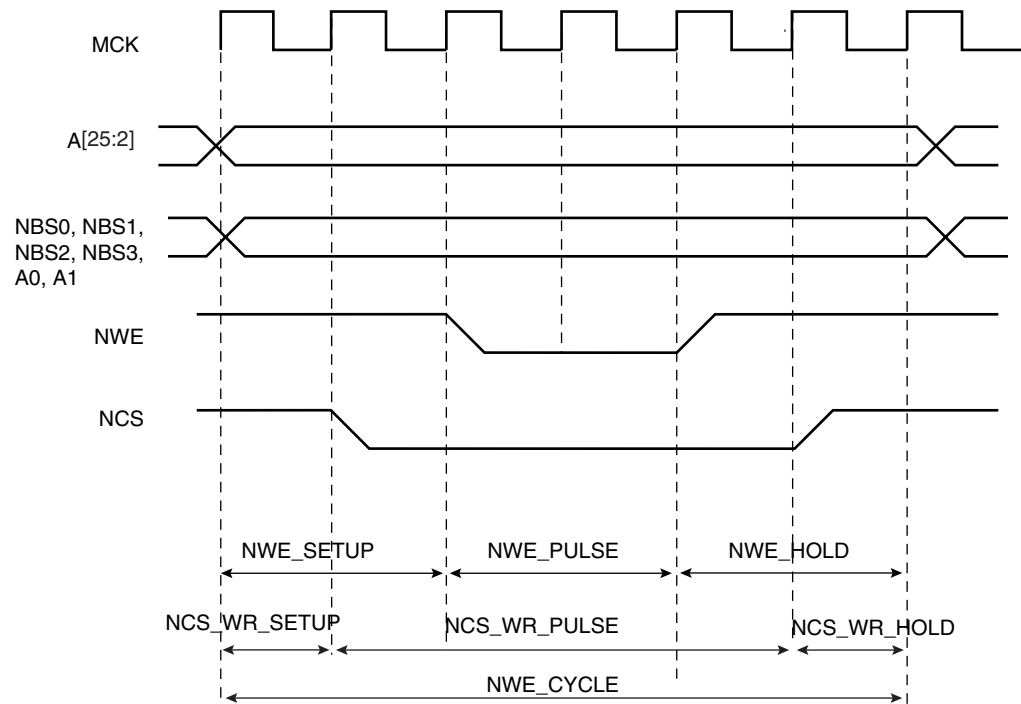 MCK
A[25:2]
NBS0, NBS1,
NBS2, NBS3,
A0, A1
NWE
NCS
NWE_SETUP
NWE_PULSE
NWE_HOLD
NCS_WR_SETUP
NCS_WR_PULSE
NCS_WR_HOLD
NWE_CYCLE